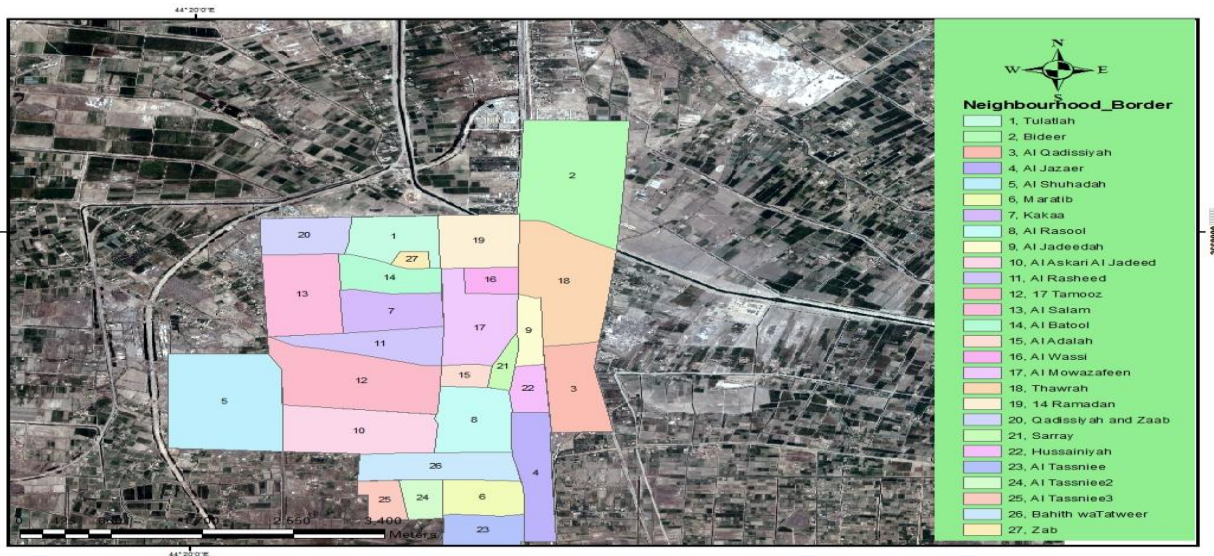 44°20'0"E
N
W E
S
Neighbourhood_Border
1, Tulatlah
2, Bideer
3, Al Qadissiyah
4, Al Jazaer
5, Al Shuhadah
6, Maratib
7, Kakaa
8, Al Rasool
9, Al Jadeedah
10, Al Askari Al Jadeed
11, Al Rasheed
12, 17 Tamooz
13, Al Salam
14, Al Batool
15, Al Adalah
16, Al Wassi
17, Al Mowazafeen
18, Thawrah
19, 14 Ramadan
20, Qadissiyah and Zaab
21, Sarray
22, Hussainiyah
23, Al Tassniee
24, Al Tassniee2
25, Al Tassniee3
26, Bahith waTatweer
27, Zab
2
20 1 19
27
18
14 16
13
7 17 9
11
21
15
12 22 3
5
8
10
26 4
25 24 6
23
0 425 850 1,700 2,550 3,400
Meters
44°20'0"E